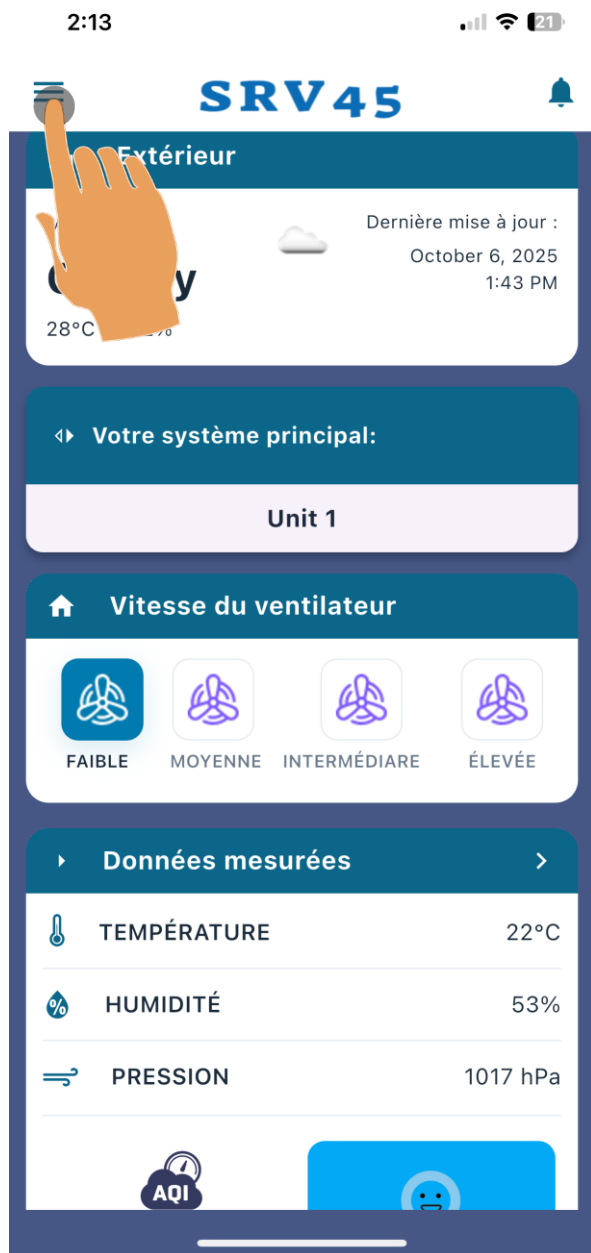 2:13
21
SRV45
Extérieur
Dernière mise à jour :
October 6, 2025
1:43 PM
28°C
Votre système principal:
Unit 1
Vitesse du ventilateur
FAIBLE MOYENNE INTERMÉDIARE ÉLEVÉE
Données mesurées
TEMPÉRATURE 22°C
% HUMIDITÉ 53%
PRESSION 1017 hPa
AQI